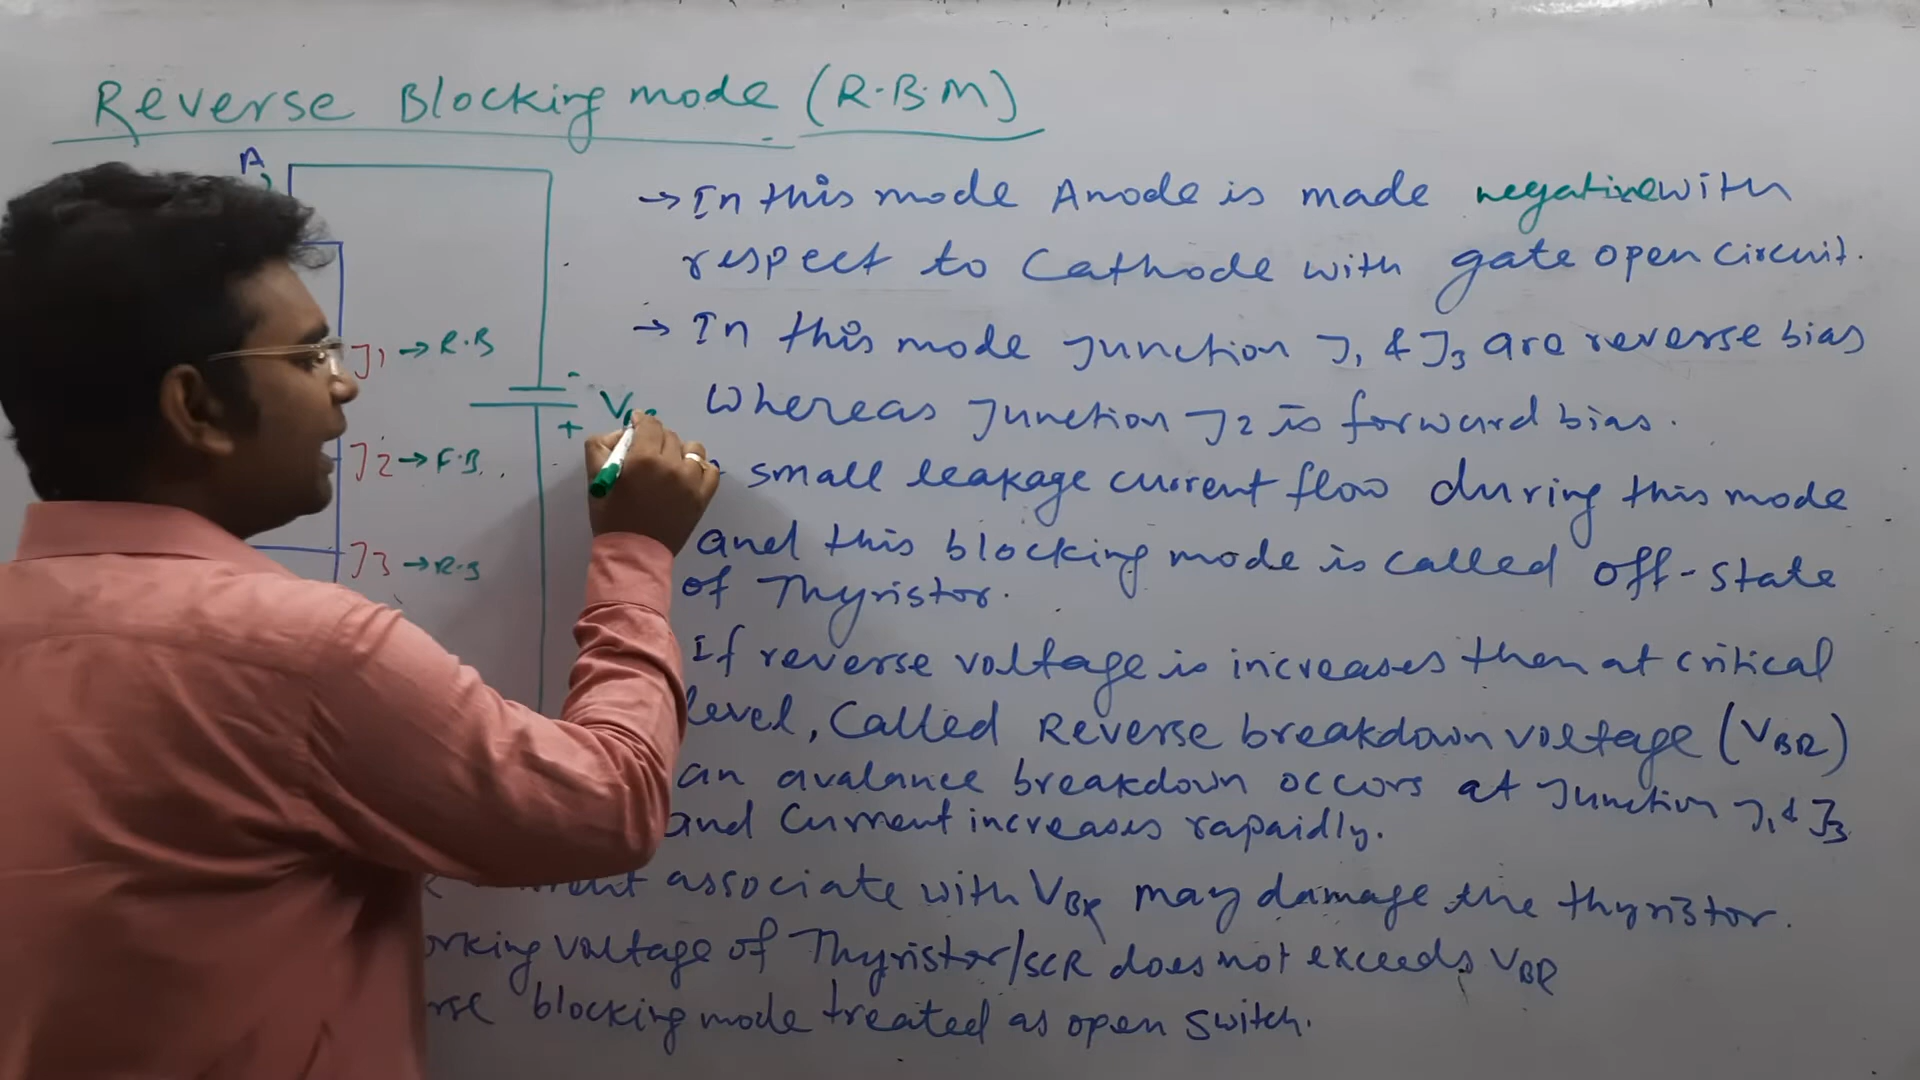 Reverse Blocking mode (R.B.M)
A
J1 → R.B
J2 → F.B.
J3 → R.B
-
+
V
→ In this mode Anode is made negative with
respect to Cathode with gate open circuit.
→ In this mode Junction J1 & J3 are reverse bias
Whereas Junction J2 is forward bias.
small leakage current flow during this mode
and this blocking mode is called off-state
of Thyristor.
If reverse voltage is increases then at critical
level, Called Reverse breakdown voltage (VBR)
an avalance breakdown occurs at Junction J1 & J3
and Current increases rapaidly.
associate with VBR may damage the thyristor.
voltage of Thyristor/SCR does not exceeds VBR
blocking mode treated as open switch.